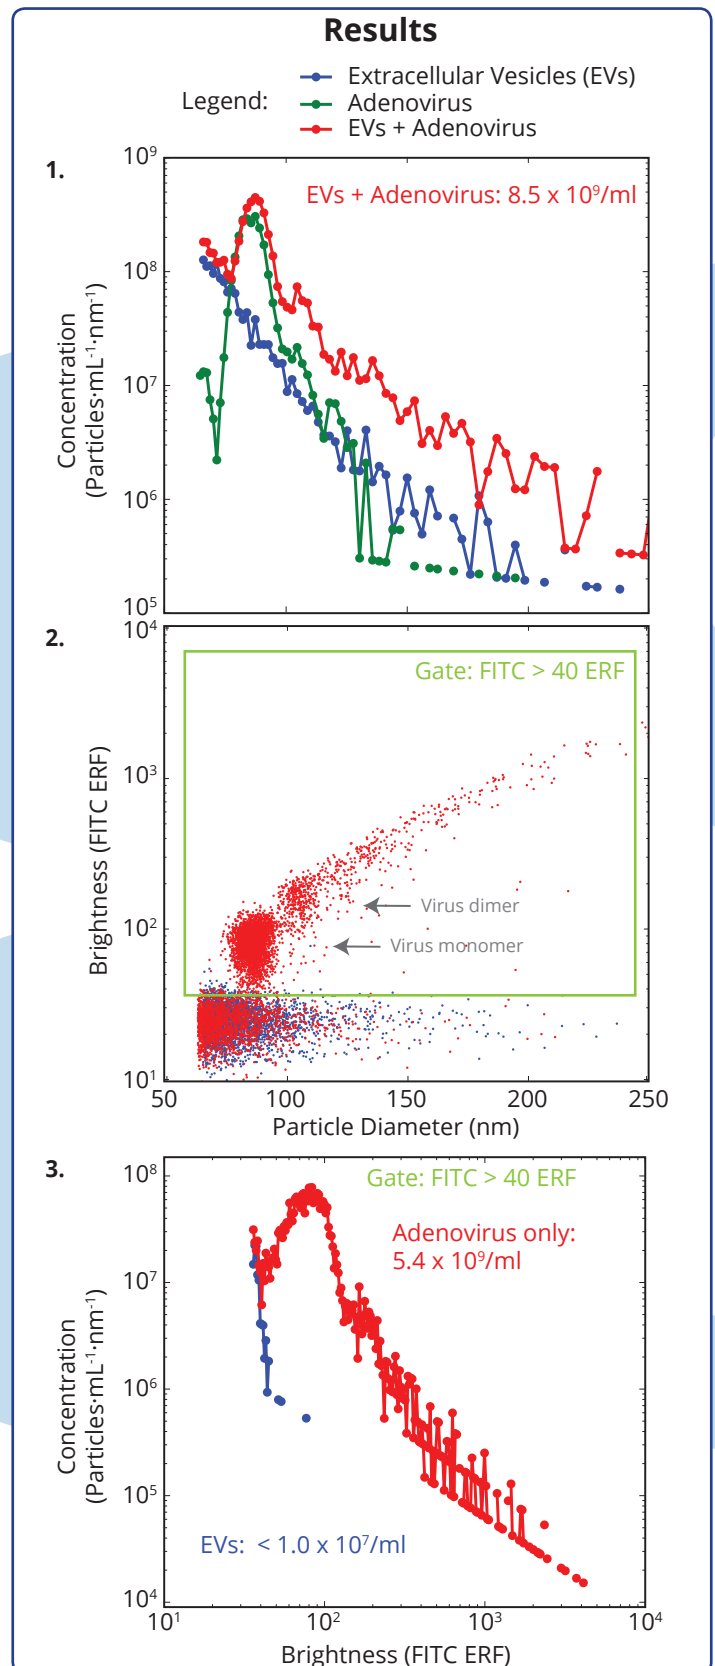 Results
Legend:
Extracellular Vesicles (EVs)
Adenovirus
EVs + Adenovirus
1.
EVs + Adenovirus: 8.5 x 10⁹/ml
Concentration
(Particles·mL⁻¹·nm⁻¹)
10⁹
10⁸
10⁷
10⁶
10⁵
2.
Gate: FITC > 40 ERF
Brightness (FITC ERF)
10⁴
10³
10²
10¹
Virus dimer
Virus monomer
50
100
150
200
250
Particle Diameter (nm)
3.
Gate: FITC > 40 ERF
Adenovirus only:
5.4 x 10⁹/ml
Concentration
(Particles·mL⁻¹·nm⁻¹)
10⁸
10⁷
10⁶
10⁵
10⁴
EVs: < 1.0 x 10⁷/ml
10¹
10²
10³
10⁴
Brightness (FITC ERF)